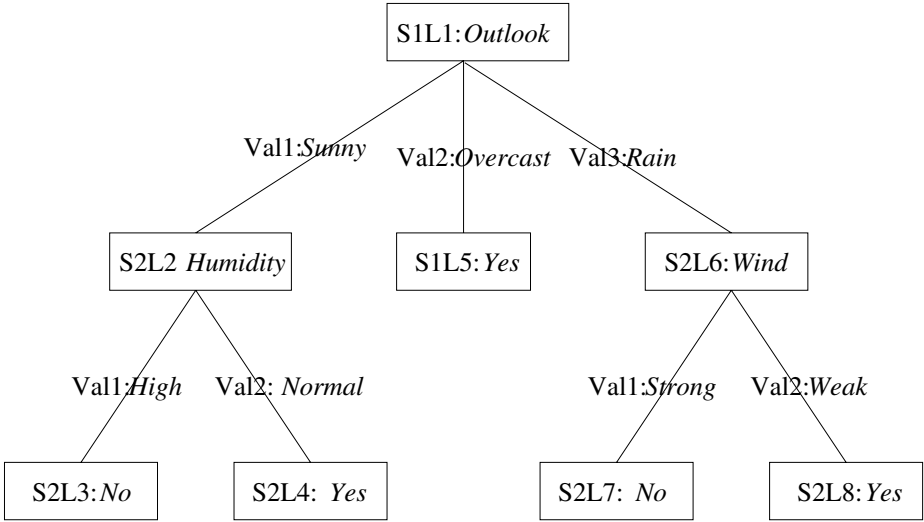 S1L1:Outlook
Val1:Sunny
Val2:Overcast
Val3:Rain
S2L2 Humidity
S1L5:Yes
S2L6:Wind
Val1:High
Val2: Normal
Val1:Strong
Val2:Weak
S2L3:No
S2L4: Yes
S2L7: No
S2L8:Yes